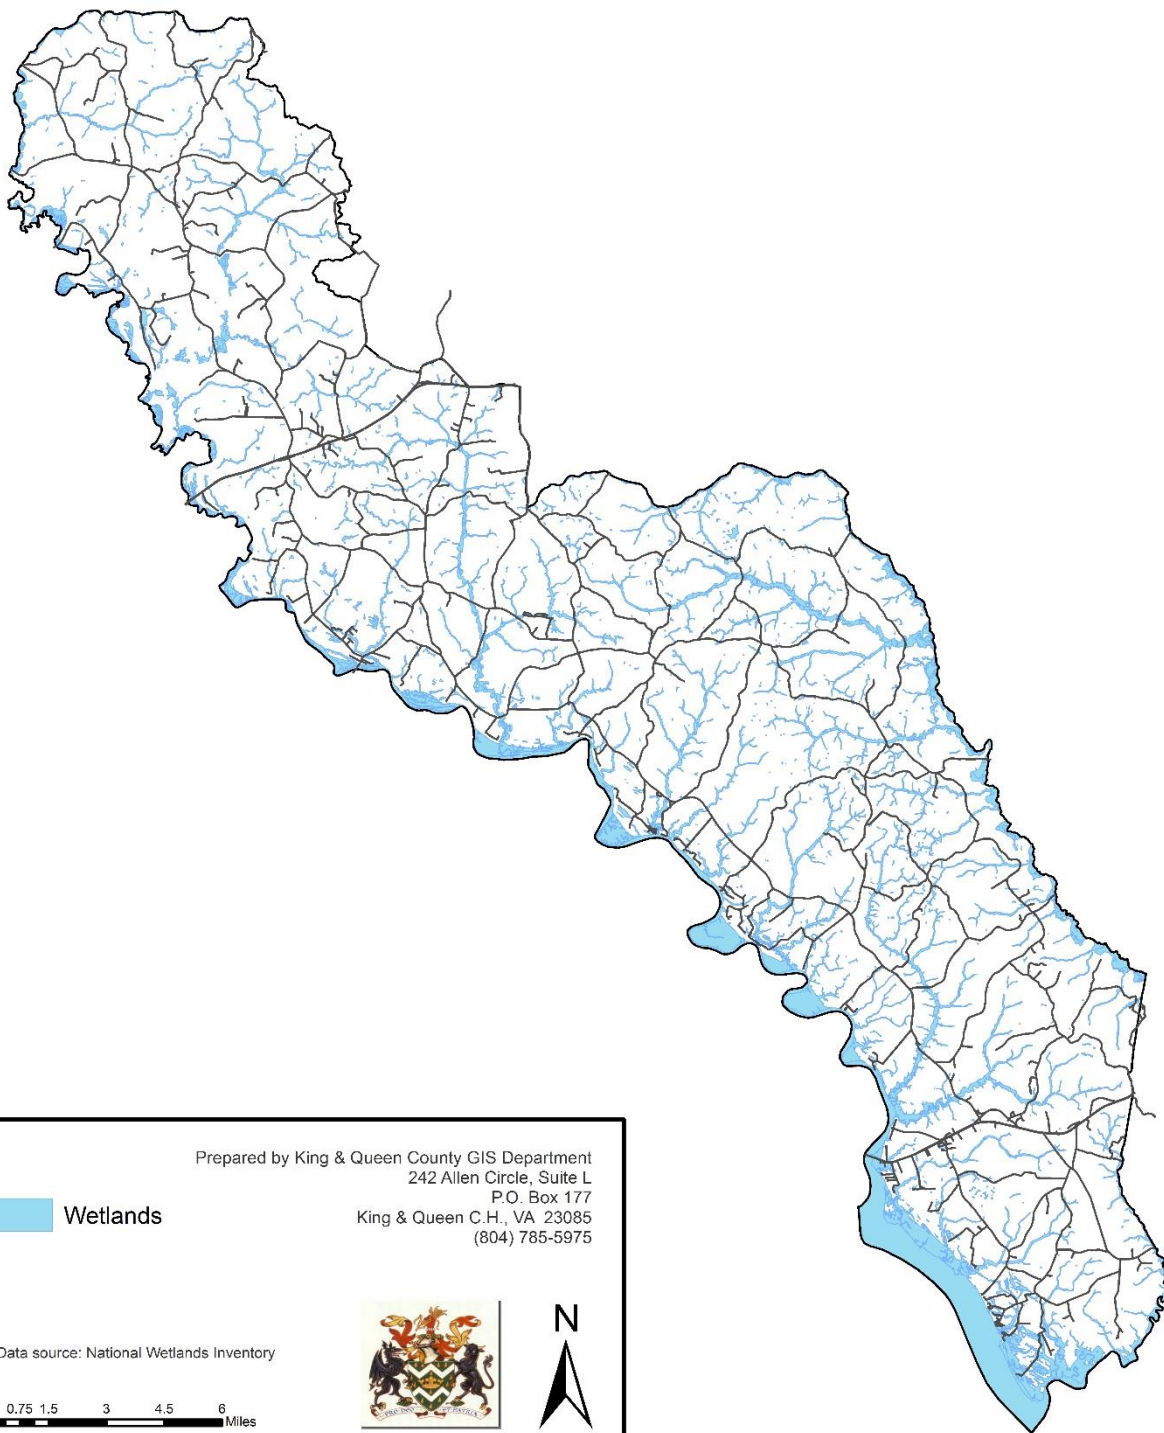 Prepared by King & Queen County GIS Department
242 Allen Circle, Suite L
P.O. Box 177
King & Queen C.H., VA  23085
(804) 785-5975
Wetlands
N
Data source: National Wetlands Inventory
0.75 1.5 3 4.5 6
Miles